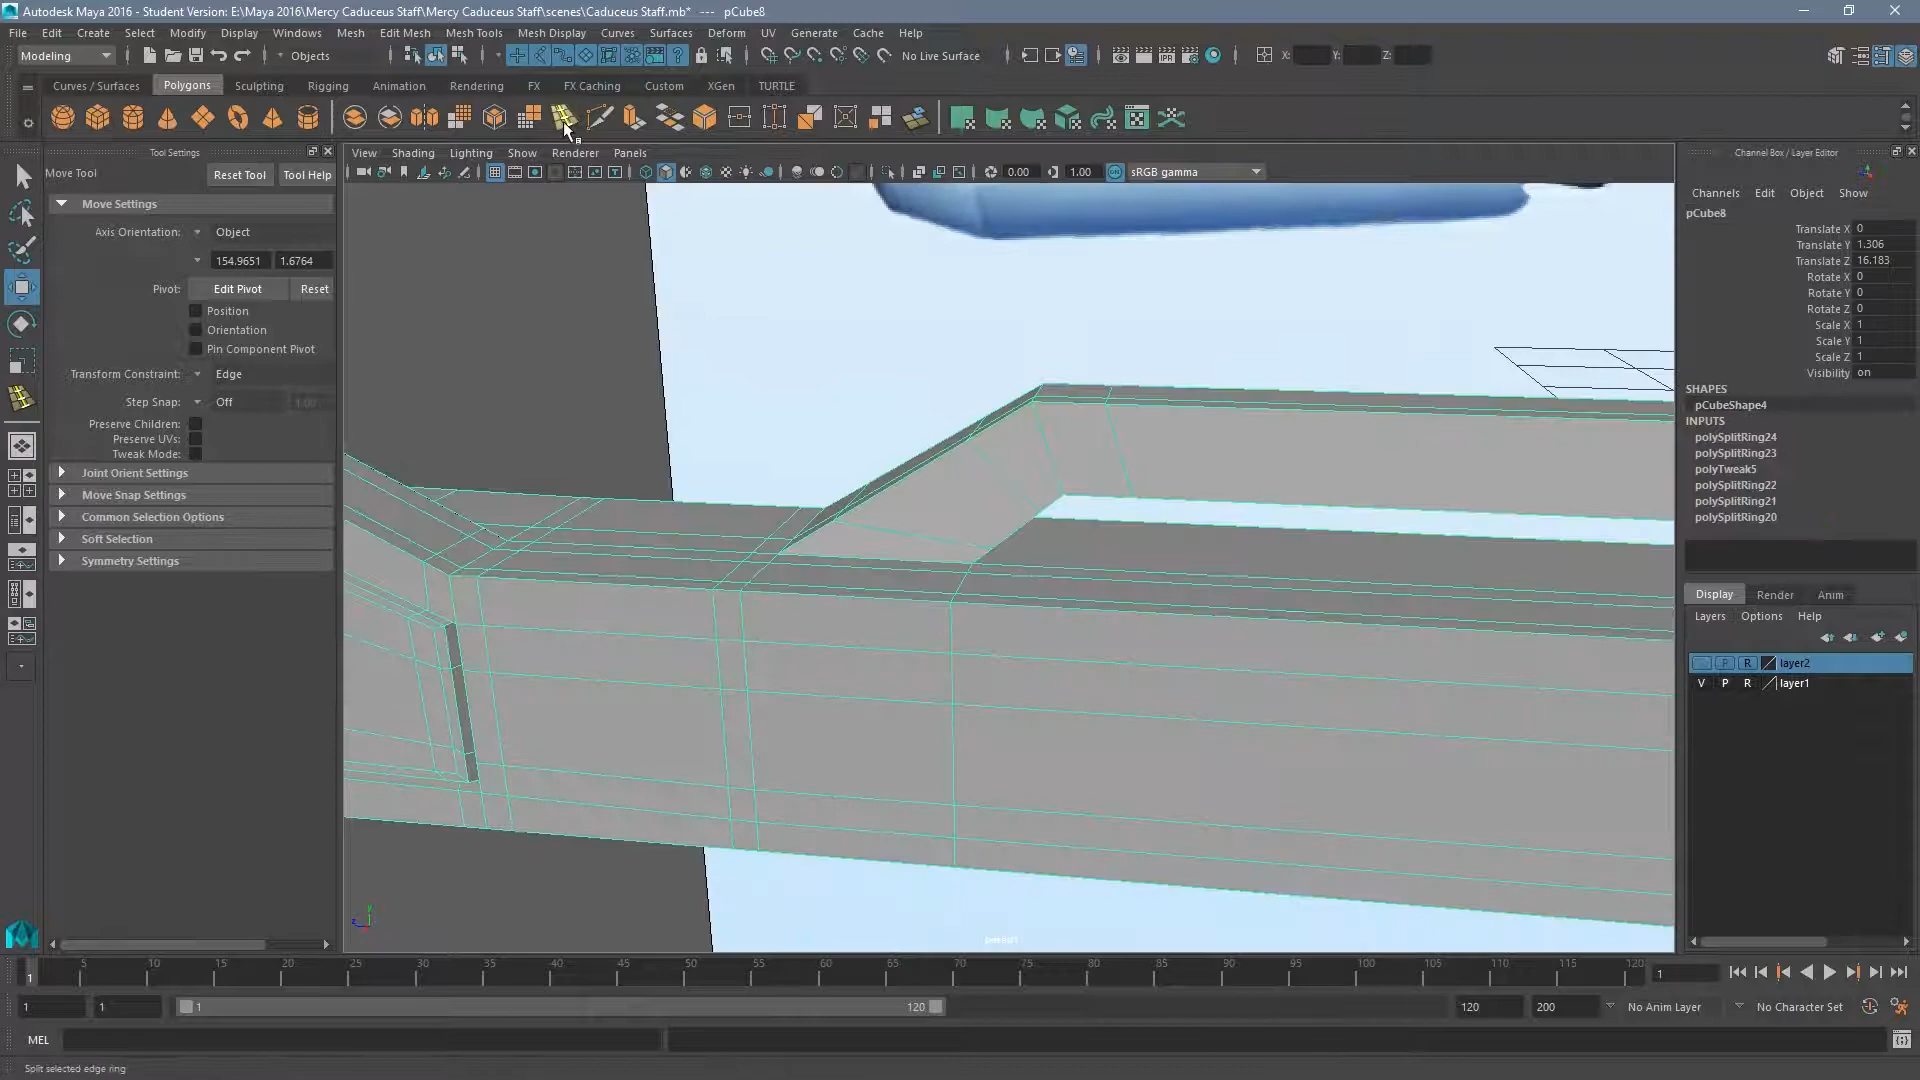 Autodesk Maya 2016 - Student Version: E:\Maya 2016\Mercy Caduceus Staff\Mercy Caduceus Staff\scenes\Caduceus Staff.mb* --- pCube8
File Edit Create Select Modify Display Windows Mesh Edit Mesh Mesh Tools Mesh Display Curves Surfaces Deform UV Generate Cache Help
Modeling Objects No Live Surface X: Y: Z:
Curves / Surfaces Polygons Sculpting Rigging Animation Rendering FX FX Caching Custom XGen TURTLE
Tool Settings
Move Tool Reset Tool Tool Help
Move Settings
Axis Orientation: Object
154.9651 1.6764
Pivot: Edit Pivot Reset
Position
Orientation
Pin Component Pivot
Transform Constraint: Edge
Step Snap: Off 1.00
Preserve Children:
Preserve UVs:
Tweak Mode:
Joint Orient Settings
Move Snap Settings
Common Selection Options
Soft Selection
Symmetry Settings
View Shading Lighting Show Renderer Panels
0.00 1.00 ON sRGB gamma
y
z
Channel Box / Layer Editor
Channels Edit Object Show
pCube8
Translate X 0
Translate Y 1.306
Translate Z 16.183
Rotate X 0
Rotate Y 0
Rotate Z 0
Scale X 1
Scale Y 1
Scale Z 1
Visibility on
SHAPES
pCubeShape4
INPUTS
polySplitRing24
polySplitRing23
polyTweak5
polySplitRing22
polySplitRing21
polySplitRing20
Display Render Anim
Layers Options Help
P R layer2
V P R layer1
1 5 10 15 20 25 30 35 40 45 50 55 60 65 70 75 80 85 90 95 100 105 110 115 120 1
1 1 1 120 120 200 No Anim Layer No Character Set
MEL
Split selected edge ring